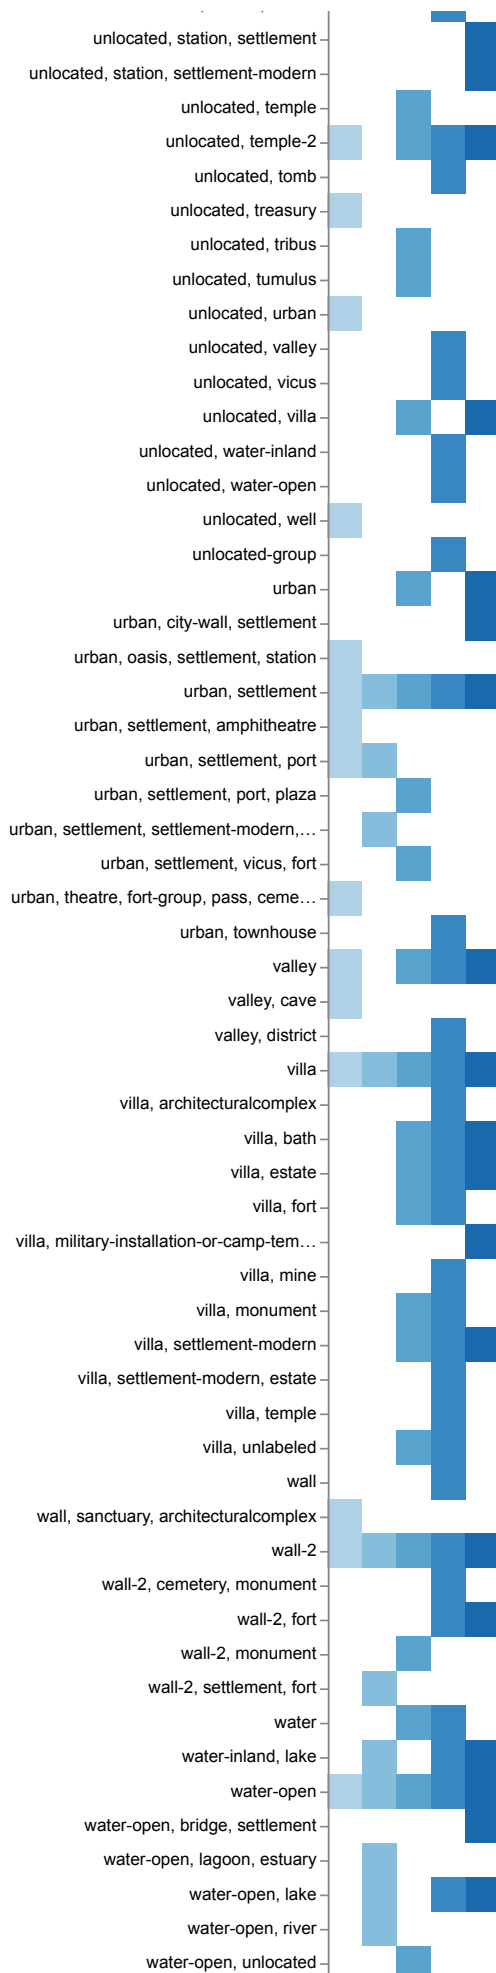 unlocated, station, settlement
unlocated, station, settlement-modern
unlocated, temple
unlocated, temple-2
unlocated, tomb
unlocated, treasury
unlocated, tribus
unlocated, tumulus
unlocated, urban
unlocated, valley
unlocated, vicus
unlocated, villa
unlocated, water-inland
unlocated, water-open
unlocated, well
unlocated-group
urban
urban, city-wall, settlement
urban, oasis, settlement, station
urban, settlement
urban, settlement, amphitheatre
urban, settlement, port
urban, settlement, port, plaza
urban, settlement, settlement-modern,…
urban, settlement, vicus, fort
urban, theatre, fort-group, pass, ceme…
urban, townhouse
valley
valley, cave
valley, district
villa
villa, architecturalcomplex
villa, bath
villa, estate
villa, fort
villa, military-installation-or-camp-tem…
villa, mine
villa, monument
villa, settlement-modern
villa, settlement-modern, estate
villa, temple
villa, unlabeled
wall
wall, sanctuary, architecturalcomplex
wall-2
wall-2, cemetery, monument
wall-2, fort
wall-2, monument
wall-2, settlement, fort
water
water-inland, lake
water-open
water-open, bridge, settlement
water-open, lagoon, estuary
water-open, lake
water-open, river
water-open, unlocated